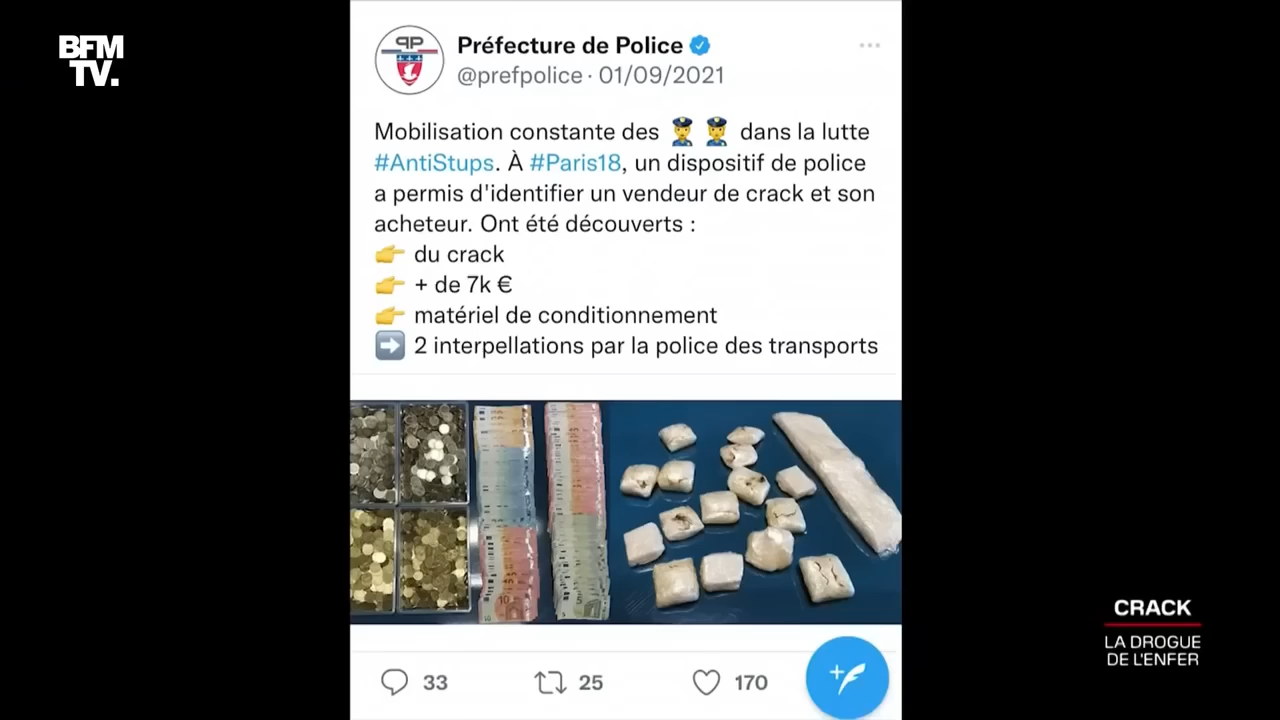 BFM
TV.
Préfecture de Police
@prefpolice · 01/09/2021
Mobilisation constante des 👮 👮 dans la lutte
#AntiStups. À #Paris18, un dispositif de police
a permis d'identifier un vendeur de crack et son
acheteur. Ont été découverts :
👉 du crack
👉 + de 7k €
👉 matériel de conditionnement
➡️ 2 interpellations par la police des transports
33
25
170
CRACK
LA DROGUE
DE L'ENFER